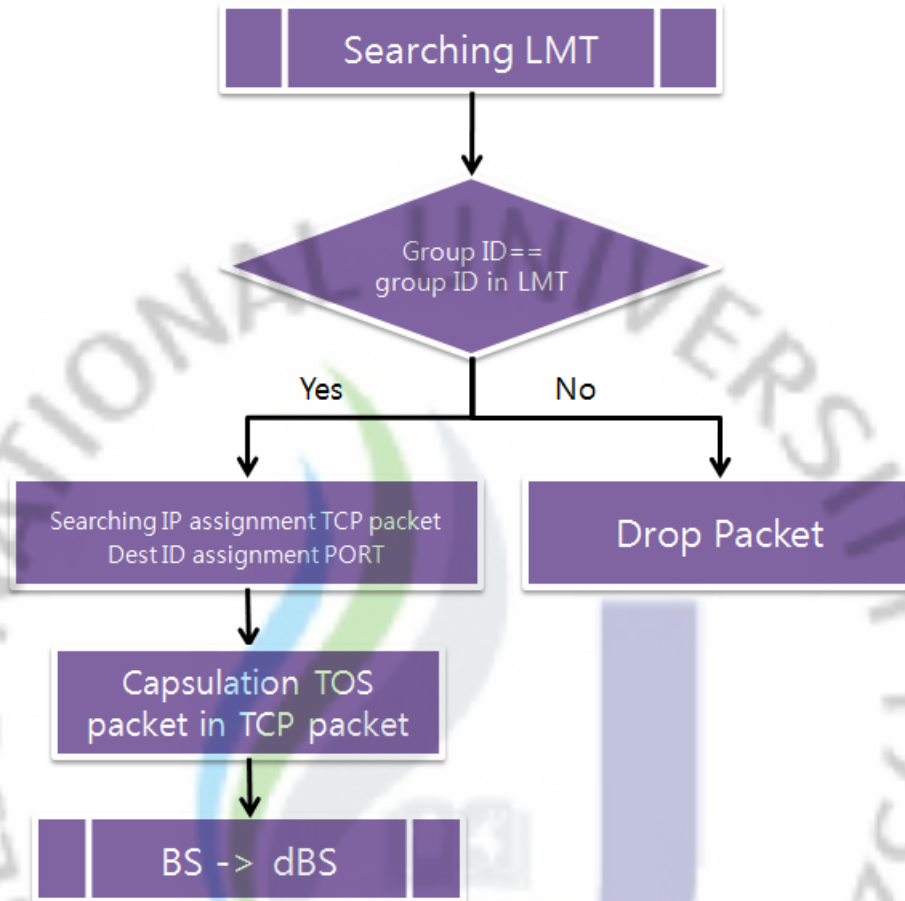 Searching LMT
Group ID==
group ID in LMT
Yes
No
Searching IP assignment TCP packet
Dest ID assignment PORT
Drop Packet
Capsulation TOS
packet in TCP packet
BS -> dBS